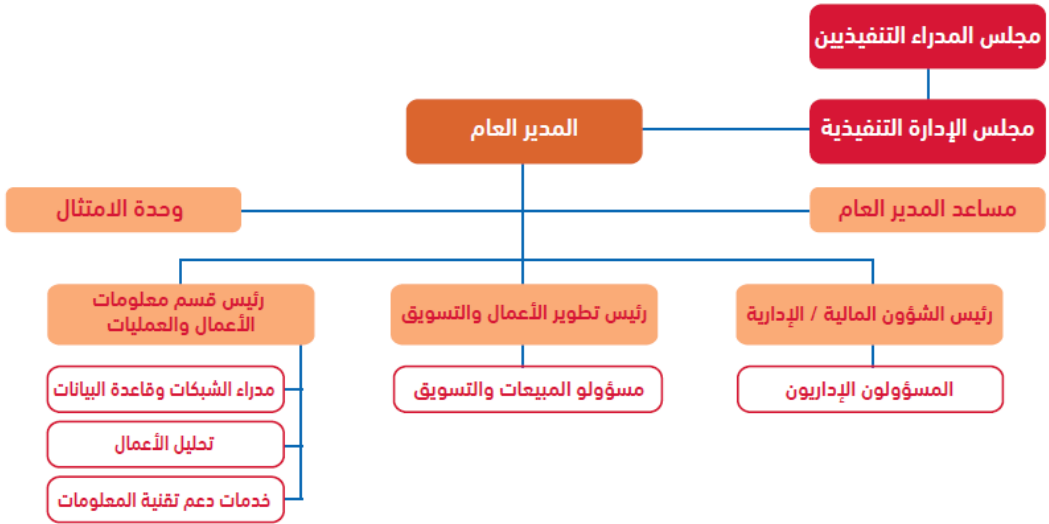 مجلس المدراء التنفيذيين
مجلس الإدارة التنفيذية
المدير العام
مساعد المدير العام
وحدة الامتثال
رئيس الشؤون المالية / الإدارية
رئيس تطوير الأعمال والتسويق
رئيس قسم معلومات
الأعمال والعمليات
المسؤولون الإداريون
مسؤولو المبيعات والتسويق
مدراء الشبكات وقاعدة البيانات
تحليل الأعمال
خدمات دعم تقنية المعلومات